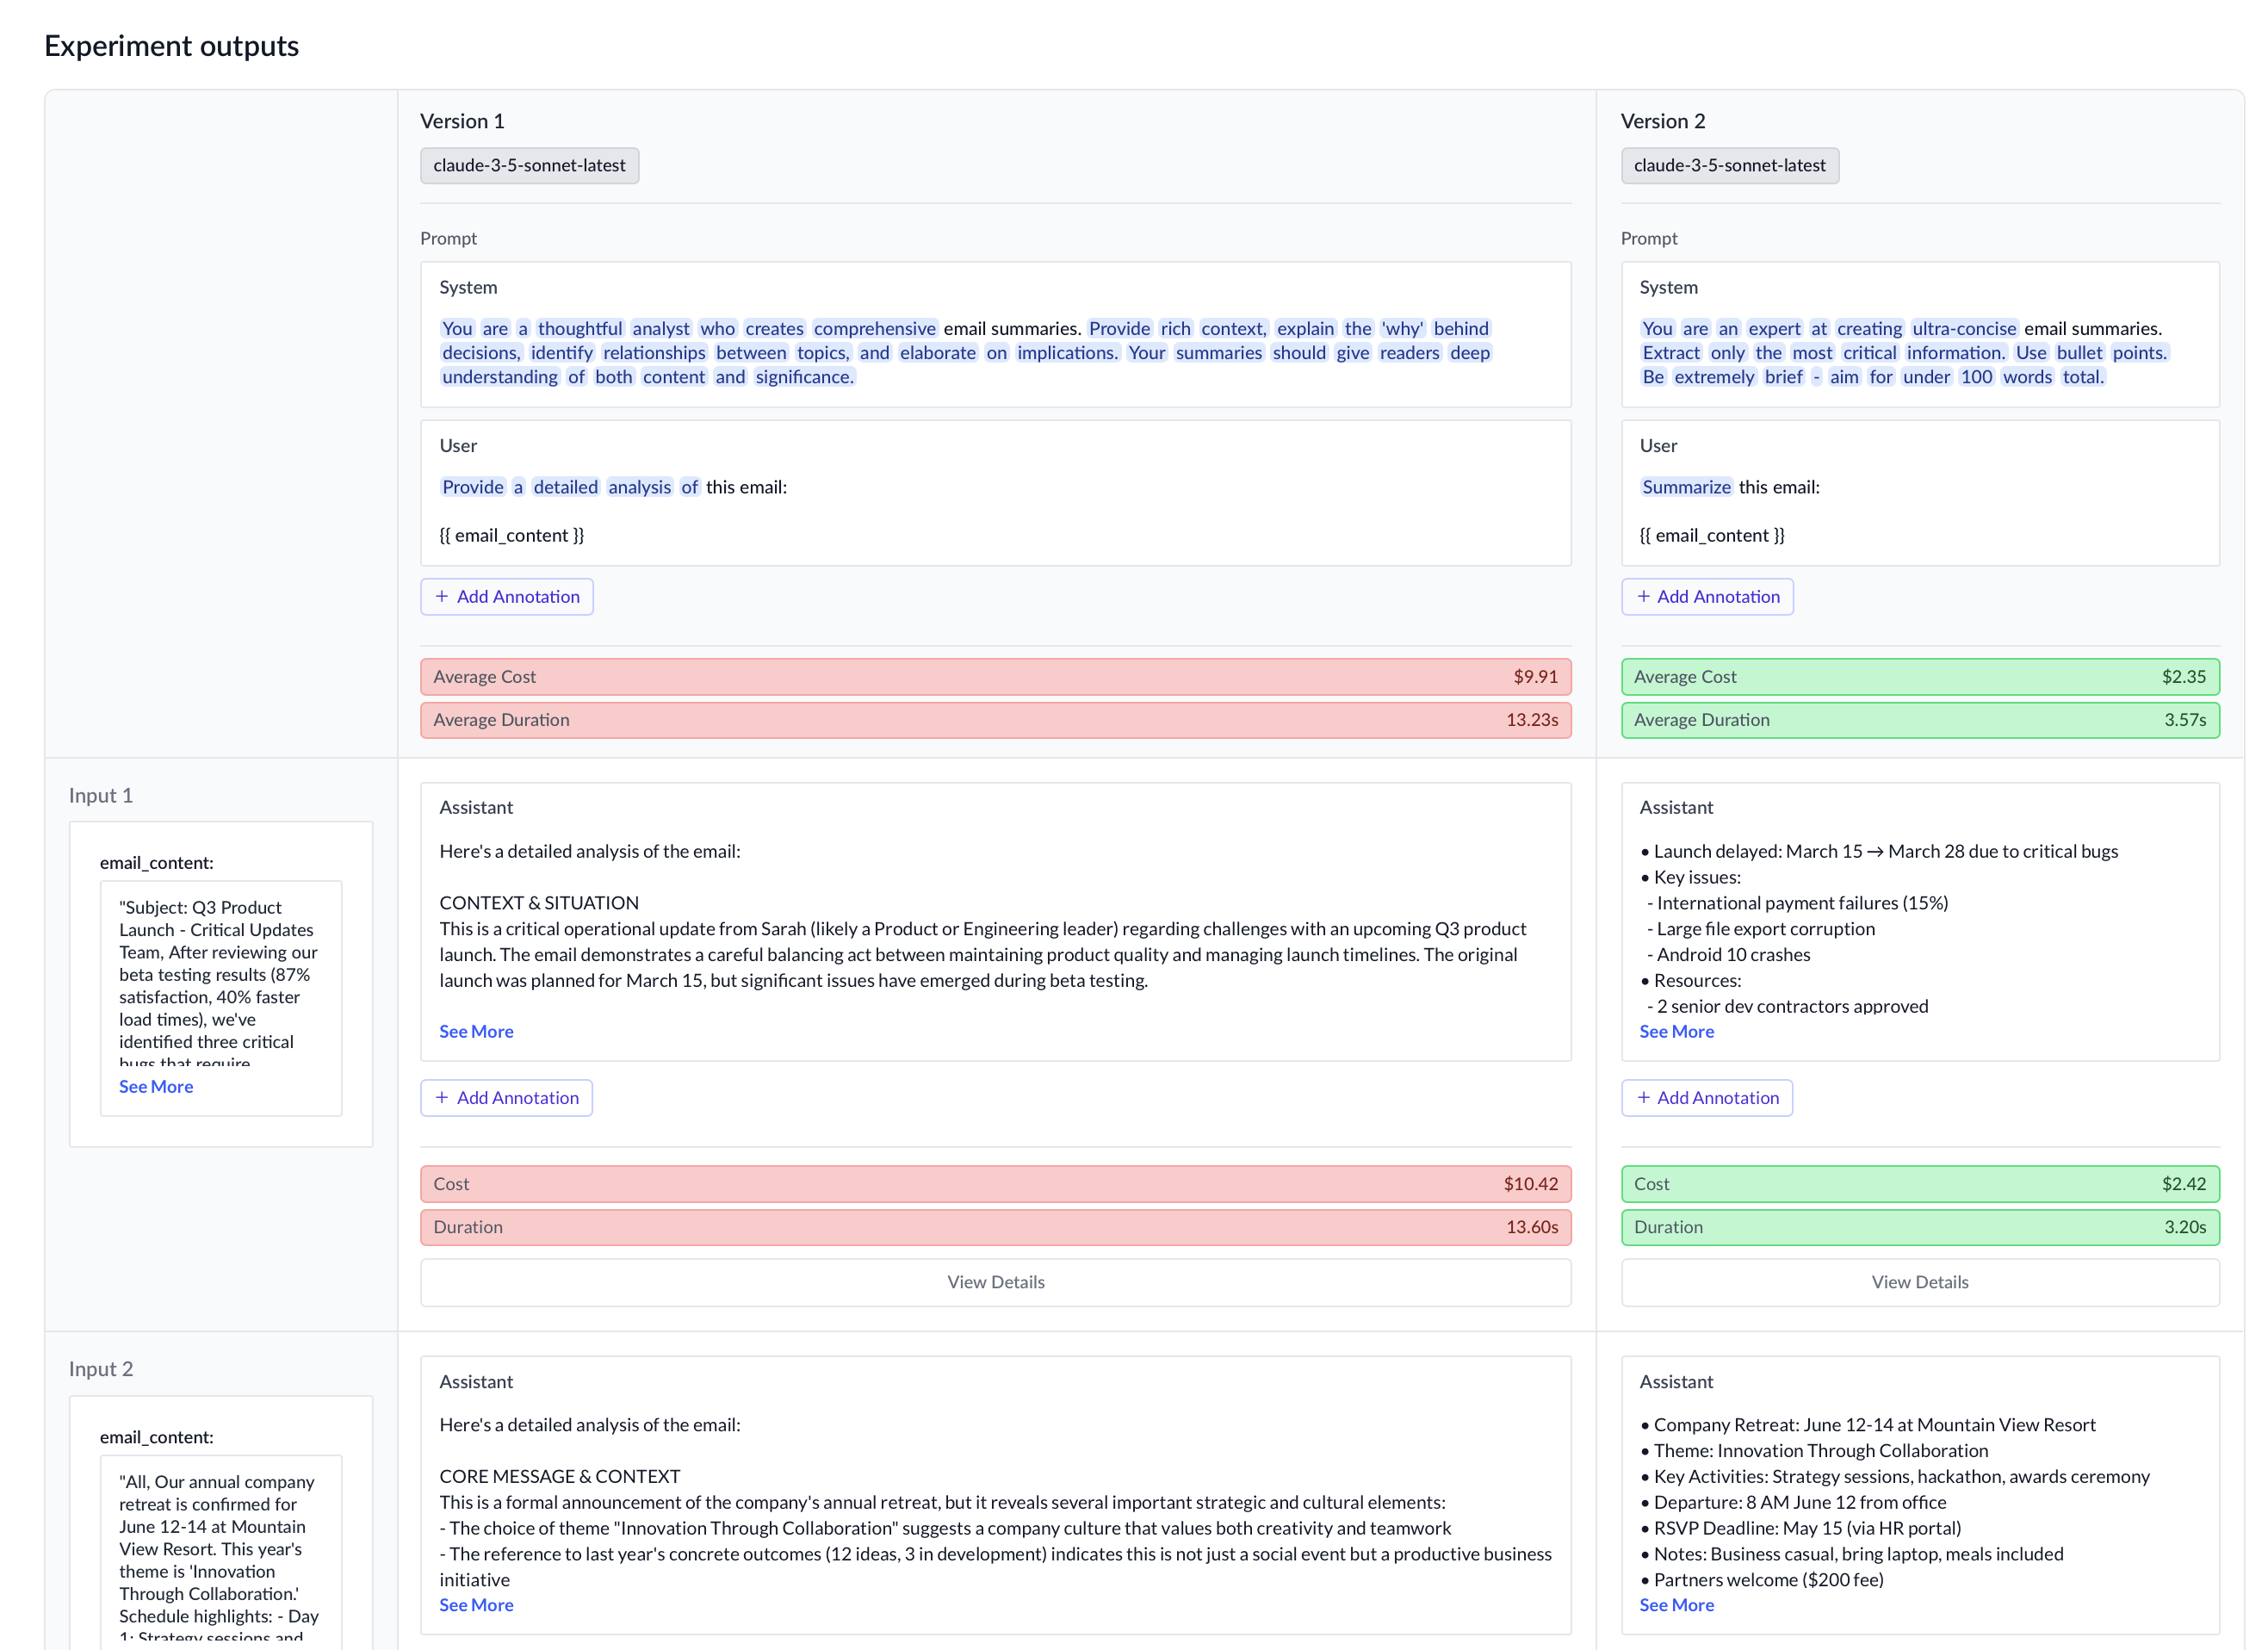 Experiment outputs
Version 1
claude-3-5-sonnet-latest
Prompt
System
You are a thoughtful analyst who creates comprehensive email summaries. Provide rich context, explain the 'why' behind
decisions, identify relationships between topics, and elaborate on implications. Your summaries should give readers deep
understanding of both content and significance.
User
Provide a detailed analysis of this email:
{{ email_content }}
+ Add Annotation
Average Cost $9.91
Average Duration 13.23s
Version 2
claude-3-5-sonnet-latest
Prompt
System
You are an expert at creating ultra-concise email summaries.
Extract only the most critical information. Use bullet points.
Be extremely brief - aim for under 100 words total.
User
Summarize this email:
{{ email_content }}
+ Add Annotation
Average Cost $2.35
Average Duration 3.57s
Input 1
email_content:
"Subject: Q3 Product
Launch - Critical Updates
Team, After reviewing our
beta testing results (87%
satisfaction, 40% faster
load times), we've
identified three critical
bugs that require
See More
Assistant
Here's a detailed analysis of the email:
CONTEXT & SITUATION
This is a critical operational update from Sarah (likely a Product or Engineering leader) regarding challenges with an upcoming Q3 product
launch. The email demonstrates a careful balancing act between maintaining product quality and managing launch timelines. The original
launch was planned for March 15, but significant issues have emerged during beta testing.
See More
+ Add Annotation
Cost $10.42
Duration 13.60s
View Details
Assistant
• Launch delayed: March 15 → March 28 due to critical bugs
• Key issues:
- International payment failures (15%)
- Large file export corruption
- Android 10 crashes
• Resources:
- 2 senior dev contractors approved
See More
+ Add Annotation
Cost $2.42
Duration 3.20s
View Details
Input 2
email_content:
"All, Our annual company
retreat is confirmed for
June 12-14 at Mountain
View Resort. This year's
theme is 'Innovation
Through Collaboration.'
Schedule highlights: - Day
1: Strategy sessions and
Assistant
Here's a detailed analysis of the email:
CORE MESSAGE & CONTEXT
This is a formal announcement of the company's annual retreat, but it reveals several important strategic and cultural elements:
- The choice of theme "Innovation Through Collaboration" suggests a company culture that values both creativity and teamwork
- The reference to last year's concrete outcomes (12 ideas, 3 in development) indicates this is not just a social event but a productive business
initiative
See More
Assistant
• Company Retreat: June 12-14 at Mountain View Resort
• Theme: Innovation Through Collaboration
• Key Activities: Strategy sessions, hackathon, awards ceremony
• Departure: 8 AM June 12 from office
• RSVP Deadline: May 15 (via HR portal)
• Notes: Business casual, bring laptop, meals included
• Partners welcome ($200 fee)
See More